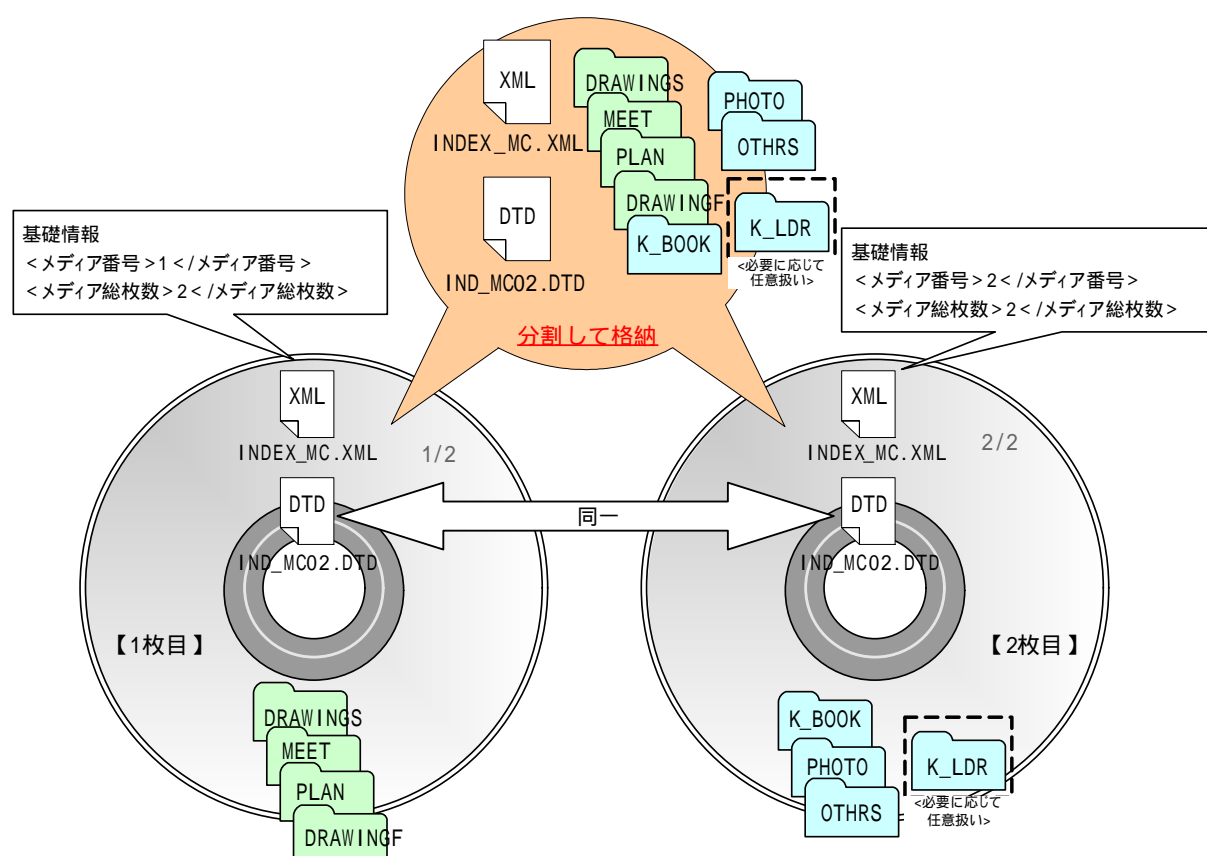 XML
INDEX_MC.XML
DTD
IND_MC02.DTD
DRAWINGS
MEET
PLAN
DRAWINGF
K_BOOK
PHOTO
OTHRS
K_LDR
<必要に応じて
任意扱い>
分割して格納
基礎情報
<メディア番号>1</メディア番号>
<メディア総枚数>2</メディア総枚数>
基礎情報
<メディア番号>2</メディア番号>
<メディア総枚数>2</メディア総枚数>
XML
INDEX_MC.XML
1/2
DTD
IND_MC02.DTD
【1枚目】
DRAWINGS
MEET
PLAN
DRAWINGF
同一
XML
INDEX_MC.XML
2/2
DTD
IND_MC02.DTD
【2枚目】
K_BOOK
PHOTO
OTHRS
K_LDR
<必要に応じて
任意扱い>